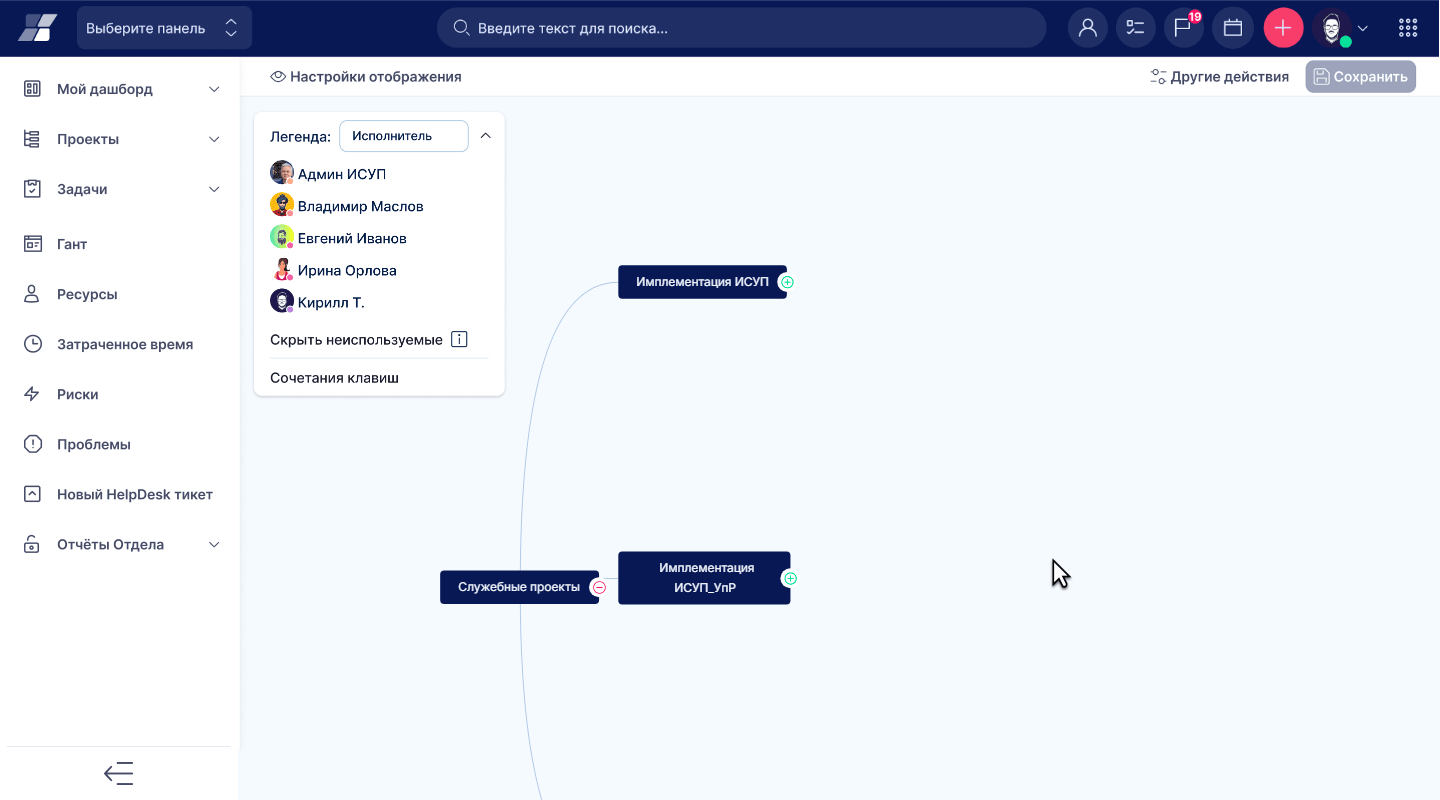 Выберите панель
Введите текст для поиска...
19
Мой дашборд
Проекты
Задачи
Гант
Ресурсы
Затраченное время
Риски
Проблемы
Новый HelpDesk тикет
Отчёты Отдела
Настройки отображения
Другие действия
Сохранить
Легенда:
Исполнитель
Админ ИСУП
Владимир Маслов
Евгений Иванов
Ирина Орлова
Кирилл Т.
Скрыть неиспользуемые
Сочетания клавиш
Имплементация ИСУП
Служебные проекты
Имплементация
ИСУП_УпР